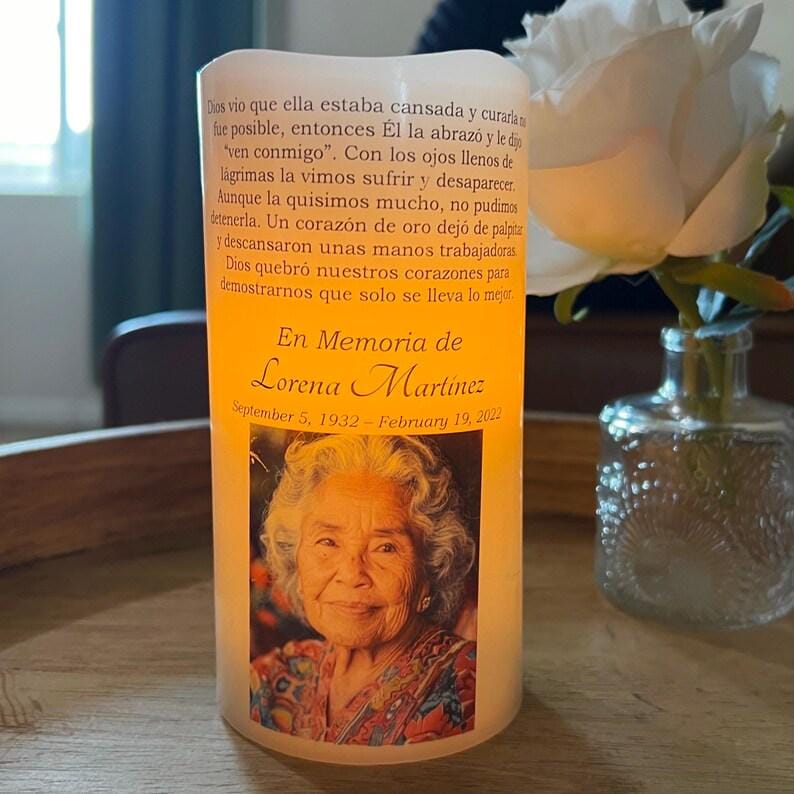 Dios vio que ella estaba cansada y curarla no
fue posible, entonces Él la abrazó y le dijo
“ven conmigo”. Con los ojos llenos de
lágrimas la vimos sufrir y desaparecer.
Aunque la quisimos mucho, no pudimos
detenerla. Un corazón de oro dejó de palpitar
y descansaron unas manos trabajadoras.
Dios quebró nuestros corazones para
demostrarnos que solo se lleva lo mejor.
En Memoria de
Lorena Martínez
September 5, 1932 – February 19, 2022